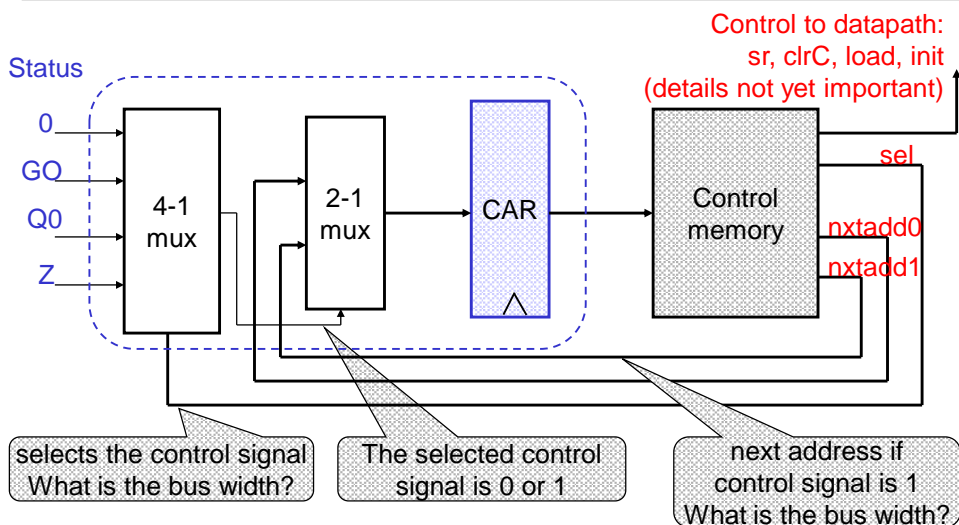 Control to datapath:
sr, clrC, load, init
(details not yet important)
Status
0
GO
Q0
Z
4-1
mux
2-1
mux
CAR
Control
memory
sel
nxtadd0
nxtadd1
selects the control signal
What is the bus width?
The selected control
signal is 0 or 1
next address if
control signal is 1
What is the bus width?